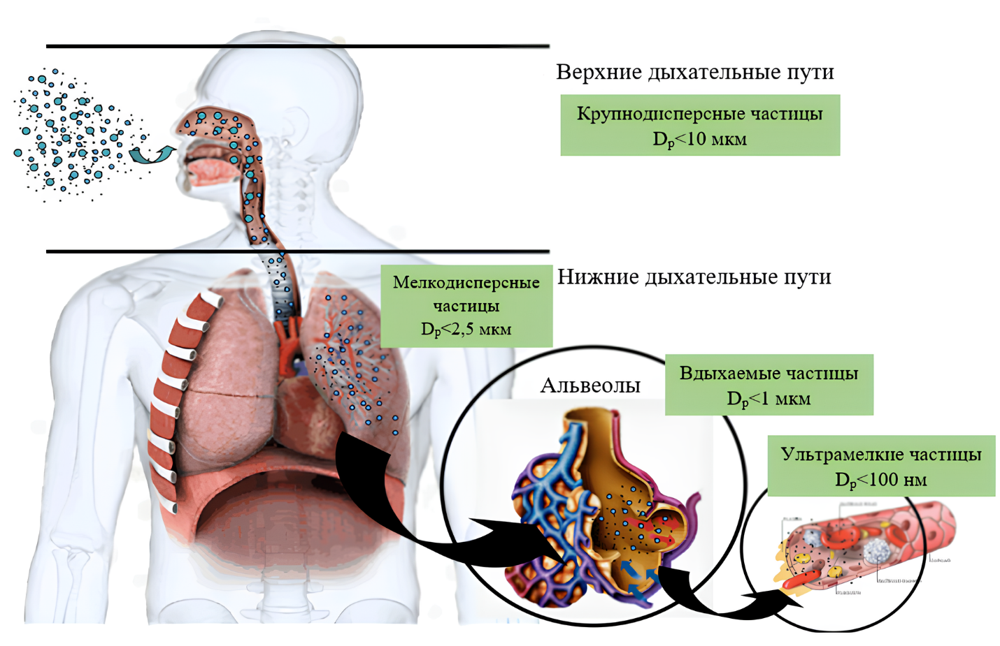 Верхние дыхательные пути
Крупнодисперсные частицы
Dp<10 мкм
Мелкодисперсные
частицы
Dp<2,5 мкм
Нижние дыхательные пути
Альвеолы
Вдыхаемые частицы
Dp<1 мкм
Ультрамелкие частицы
Dp<100 нм